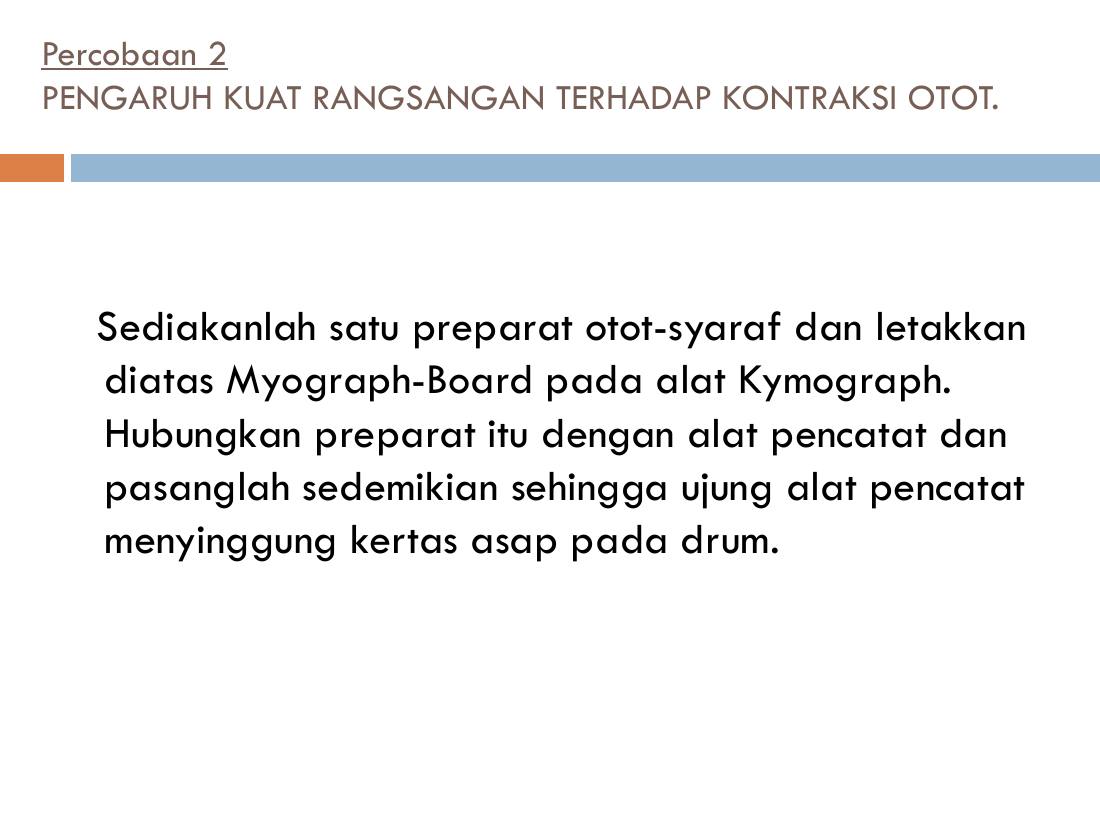 Percobaan 2
PENGARUH KUAT RANGSANGAN TERHADAP KONTRAKSI OTOT.
Sediakanlah satu preparat otot-syaraf dan letakkan
diatas Myograph-Board pada alat Kymograph.
Hubungkan preparat itu dengan alat pencatat dan
pasanglah sedemikian sehingga ujung alat pencatat
menyinggung kertas asap pada drum.